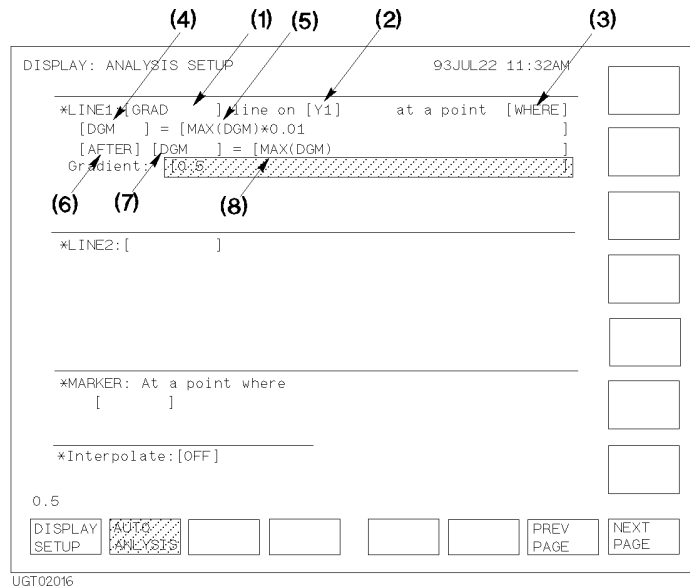 (4) (1) (5) (2) (3)
DISPLAY: ANALYSIS SETUP 93JUL22 11:32AM
*LINE1:[GRAD ] line on [Y1] at a point [WHERE]
[DGM ] = [MAX(DGM)*0.01 ]
[AFTER] [DGM ] = [MAX(DGM) ]
Gradient: [0.5 ]
(6) (7) (8)
*LINE2:[ ]
*MARKER: At a point where
[ ]
*Interpolate:[OFF]
0.5
DISPLAY SETUP
AUTO ANLYSIS
PREV PAGE
NEXT PAGE
UGT02016